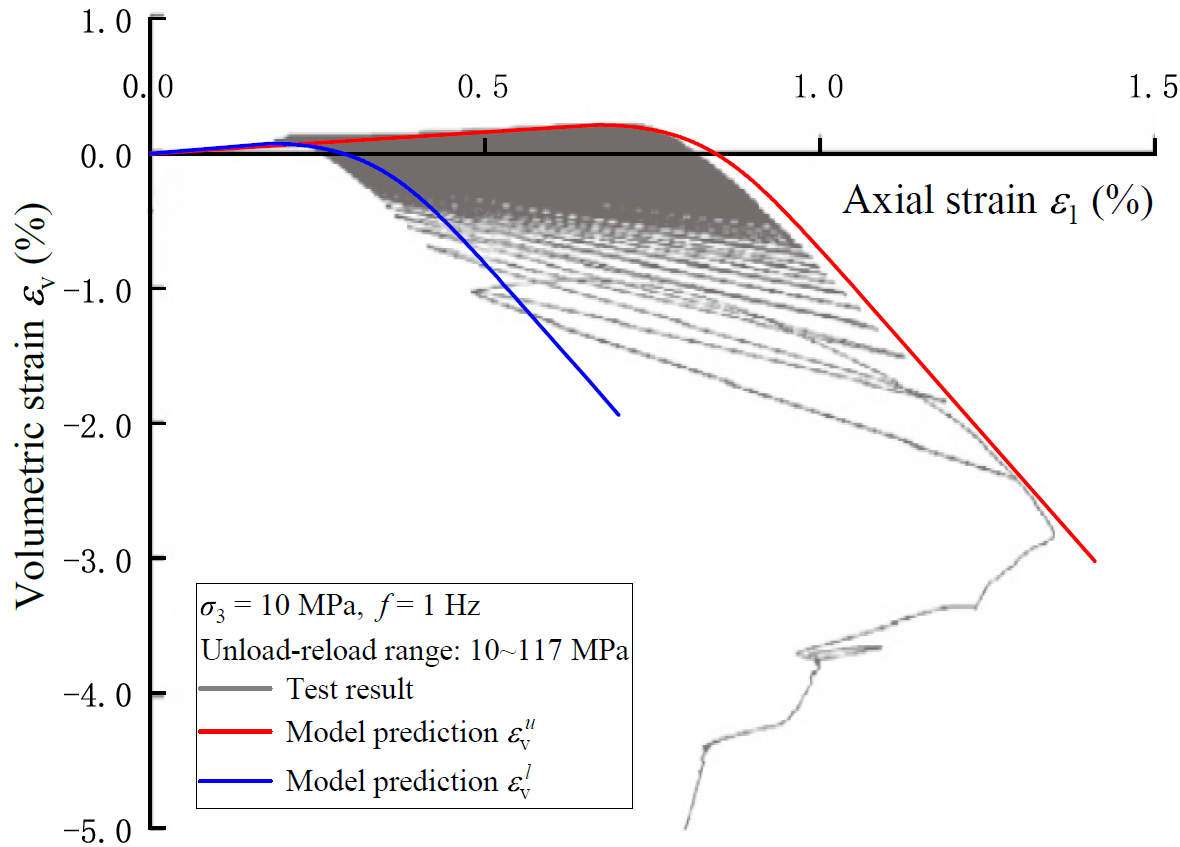 1.0
0.0 0.5 1.0 1.5
0.0
Axial strain ε₁ (%)
Volumetric strain εᵥ (%)
-1.0
-2.0
-3.0
σ₃ = 10 MPa, f = 1 Hz
Unload-reload range: 10~117 MPa
Test result
Model prediction εᵥᵘ
Model prediction εᵥˡ
-4.0
-5.0